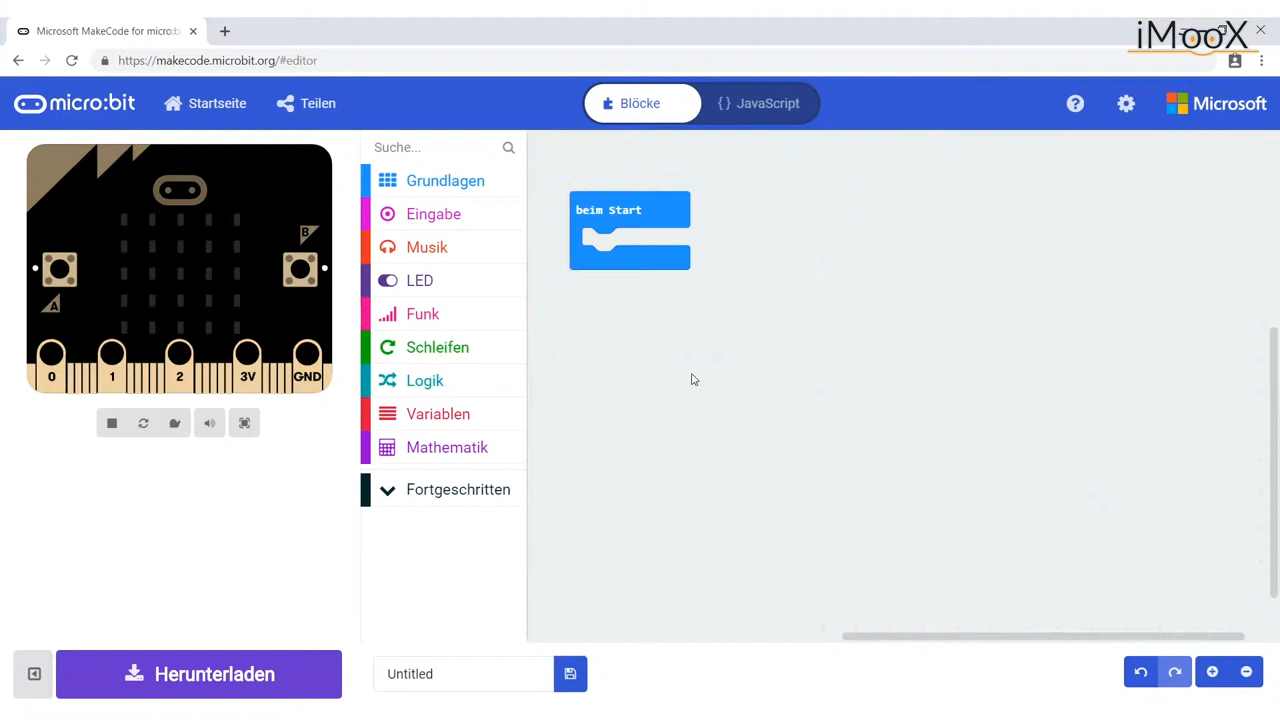 Microsoft MakeCode for micro:b
iMooX
https://makecode.microbit.org/#editor
micro:bit
Startseite
Teilen
Blöcke
{ } JavaScript
Microsoft
B
A
0
1
2
3V
GND
Suche...
Grundlagen
Eingabe
Musik
LED
Funk
Schleifen
Logik
Variablen
Mathematik
Fortgeschritten
beim Start
Herunterladen
Untitled